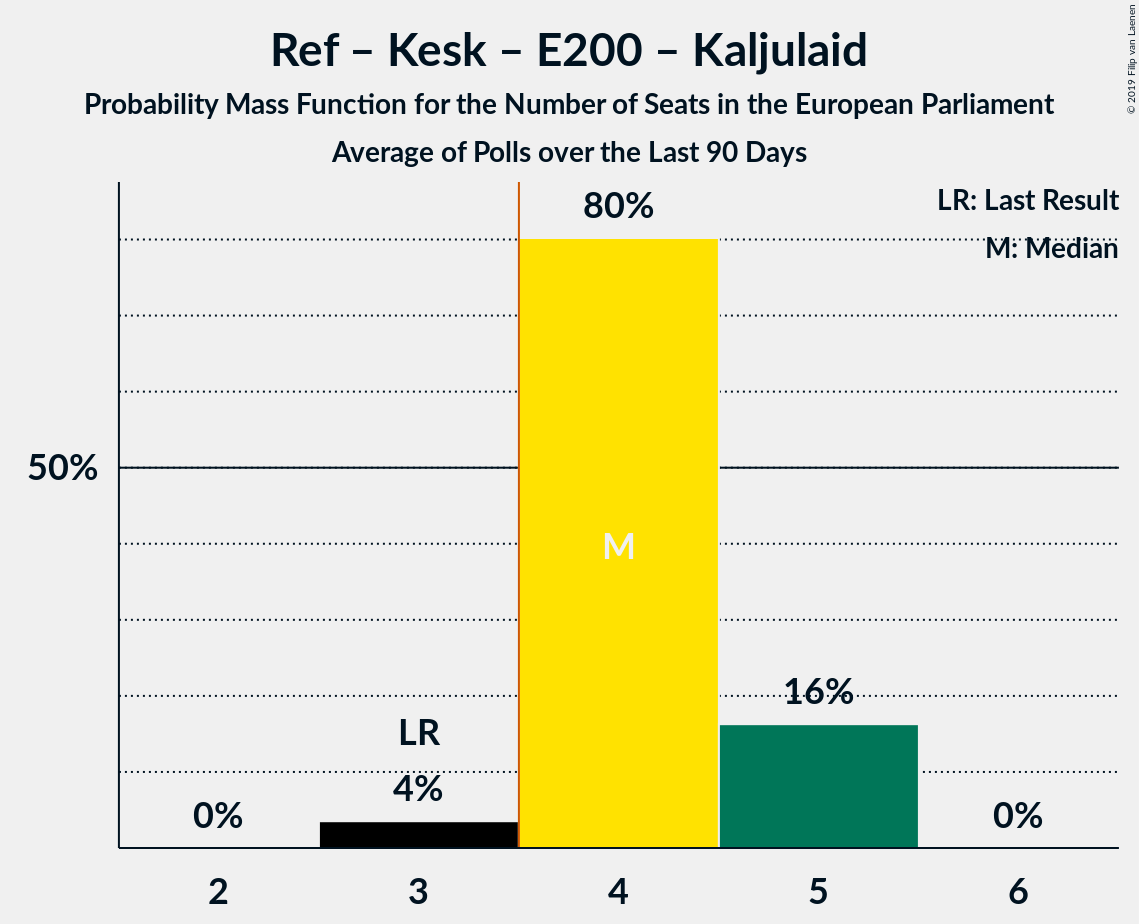 Ref – Kesk – E200 – Kaljulaid
Probability Mass Function for the Number of Seats in the European Parliament
Average of Polls over the Last 90 Days
© 2019 Filip van Laenen
LR: Last Result
M: Median
80%
50%
M
16%
LR
4%
0%
0%
2
3
4
5
6